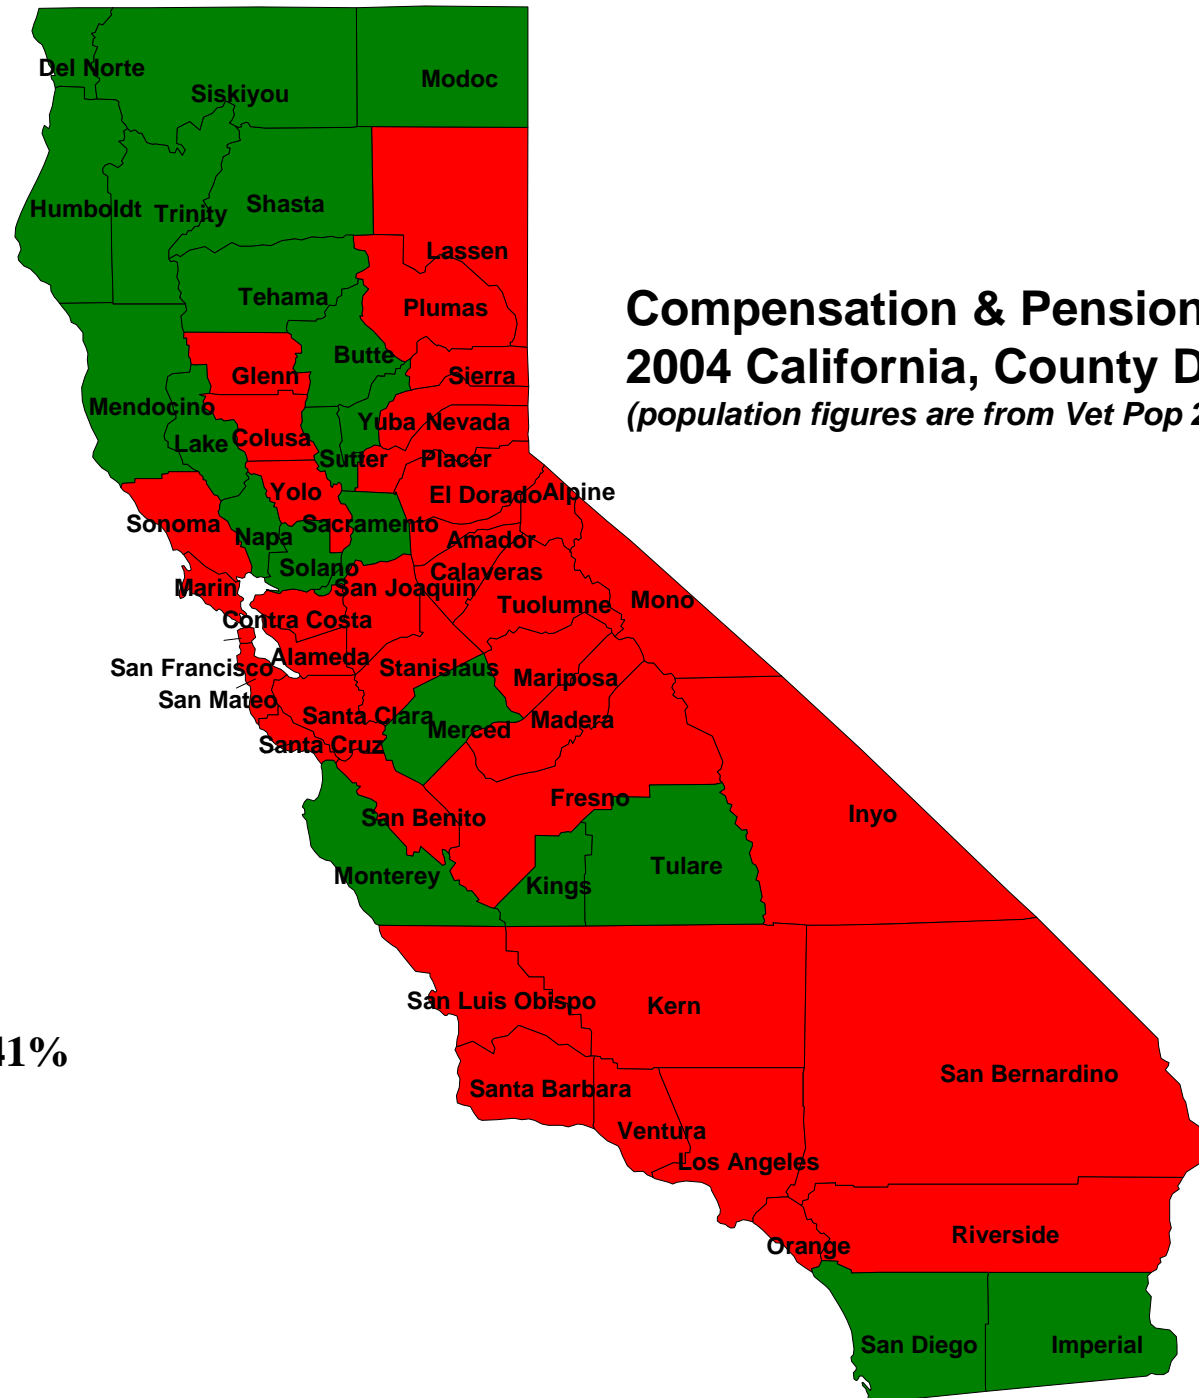 Del Norte
Siskiyou
Modoc
Humboldt
Trinity
Shasta
Lassen
Tehama
Plumas
Compensation & Pension
2004 California, County D
(population figures are from Vet Pop 2
Butte
Glenn
Sierra
Mendocino
Yuba
Nevada
Lake
Colusa
Sutter
Placer
Yolo
El Dorado
Alpine
Sonoma
Napa
Sacramento
Amador
Solano
Calaveras
Marin
San Joaquin
Tuolumne
Mono
Contra Costa
Alameda
San Francisco
Stanislaus
Mariposa
San Mateo
Santa Clara
Merced
Madera
Santa Cruz
Fresno
San Benito
Inyo
Monterey
Kings
Tulare
San Luis Obispo
Kern
41%
San Bernardino
Santa Barbara
Ventura
Los Angeles
Orange
Riverside
San Diego
Imperial